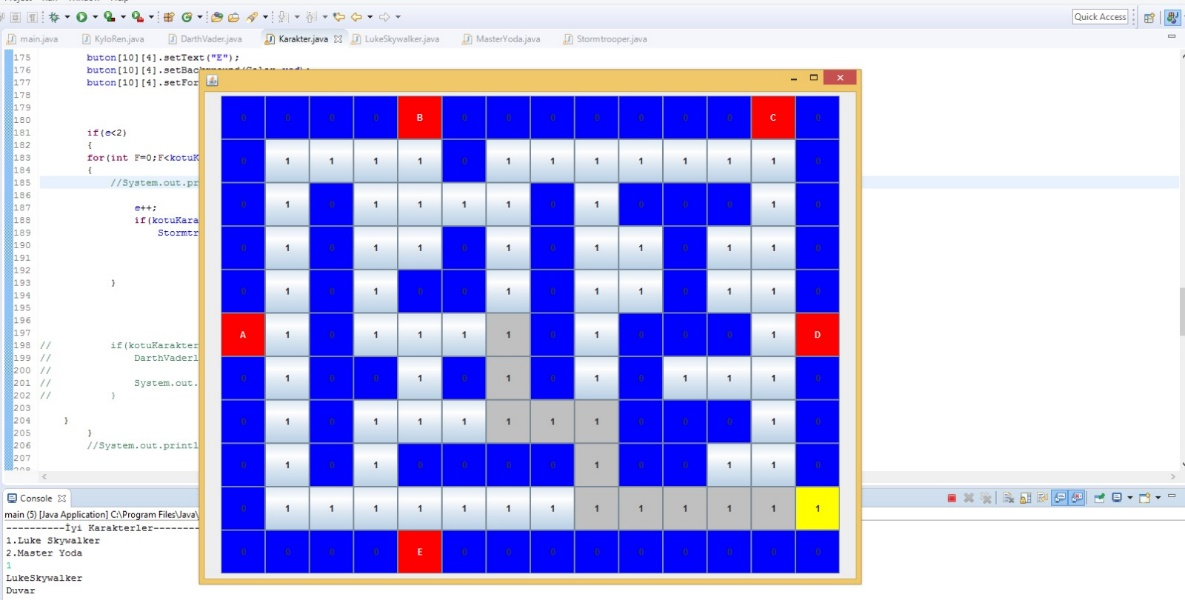 Quick Access
main.java KyloRen.java DarthVader.java Karakter.java LukeSkywalker.java MasterYoda.java Stormtrooper.java
175 buton[10][4].setText("E");
176 buton[10][4].setBackground(Color.red);
177 buton[10][4].setFor
178
179
180
181 if(e<2)
182 {
183 for(int F=0;F<kotuK
184 {
185 //System.out.pr
186
187 e++;
188 if(kotuKara
189 Stormtr
190
191
192
193 }
194
195
196
197
198 // if(kotuKarakter
199 // DarthVader1
200 //
201 // System.out.
202 // }
203
204 }
205 }
206 //System.out.printl
207
0 0 0 0 B 0 0 0 0 0 0 0 C 0
0 1 1 1 1 0 1 1 1 1 1 1 1 0
0 1 0 1 1 1 1 0 1 0 0 0 1 0
0 1 0 1 1 0 1 0 1 1 0 1 1 0
0 1 0 1 0 0 1 0 1 1 0 1 1 0
A 1 0 1 1 1 1 0 1 0 0 0 1 D
0 1 0 0 1 0 1 0 1 0 1 1 1 0
0 1 0 1 1 1 1 1 1 0 0 0 1 0
0 1 0 1 0 0 0 0 1 0 0 1 1 0
0 1 1 1 1 1 1 1 1 1 1 1 1 1
0 0 0 0 E 0 0 0 0 0 0 0 0 0
Console
main (5) [Java Application] C:\Program Files\Java\
----------İyi Karakterler--------
1.Luke Skywalker
2.Master Yoda
1
LukeSkywalker
Duvar